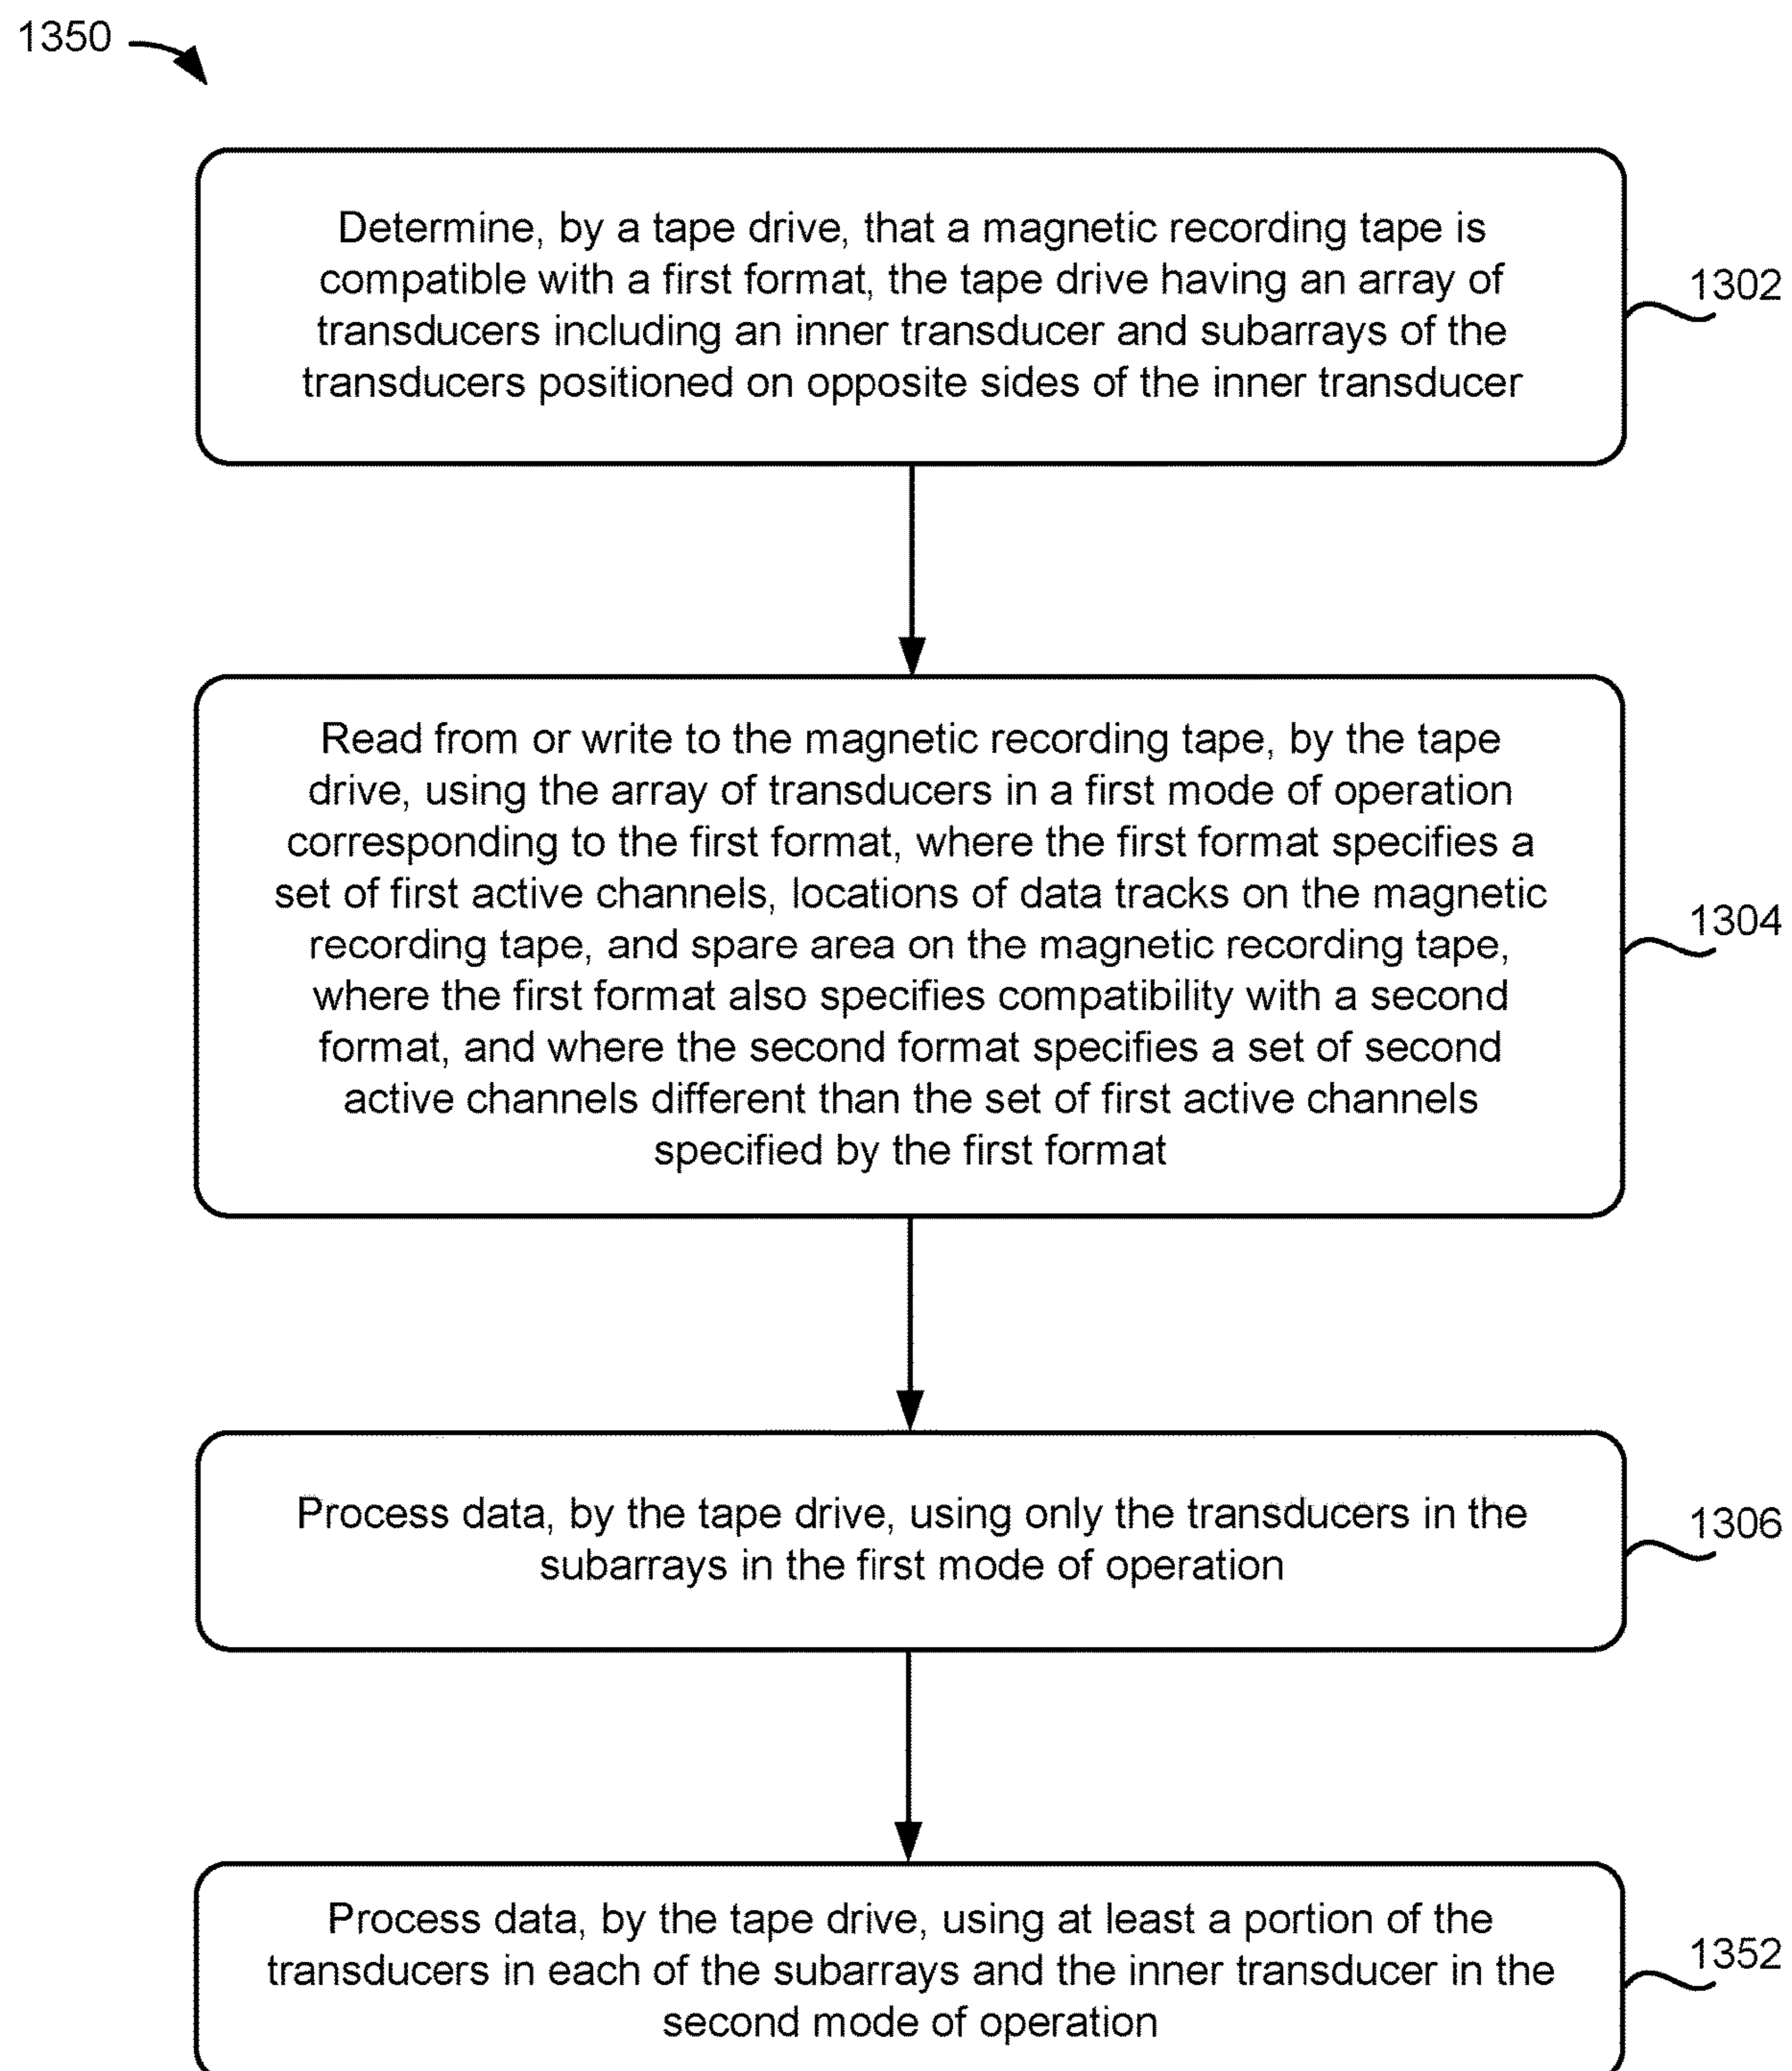 1350
Determine, by a tape drive, that a magnetic recording tape is
compatible with a first format, the tape drive having an array of
transducers including an inner transducer and subarrays of the
transducers positioned on opposite sides of the inner transducer
1302
Read from or write to the magnetic recording tape, by the tape
drive, using the array of transducers in a first mode of operation
corresponding to the first format, where the first format specifies a
set of first active channels, locations of data tracks on the magnetic
recording tape, and spare area on the magnetic recording tape,
where the first format also specifies compatibility with a second
format, and where the second format specifies a set of second
active channels different than the set of first active channels
specified by the first format
1304
Process data, by the tape drive, using only the transducers in the
subarrays in the first mode of operation
1306
Process data, by the tape drive, using at least a portion of the
transducers in each of the subarrays and the inner transducer in the
second mode of operation
1352